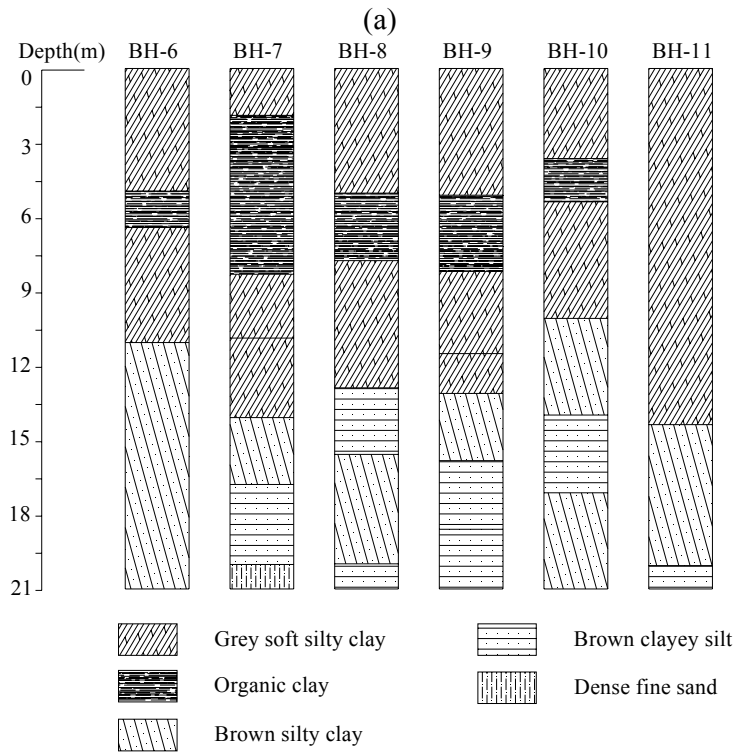 (a)
Depth(m) BH-6 BH-7 BH-8 BH-9 BH-10 BH-11
0
3
6
9
12
15
18
21
Grey soft silty clay Brown clayey silt
Organic clay Dense fine sand
Brown silty clay